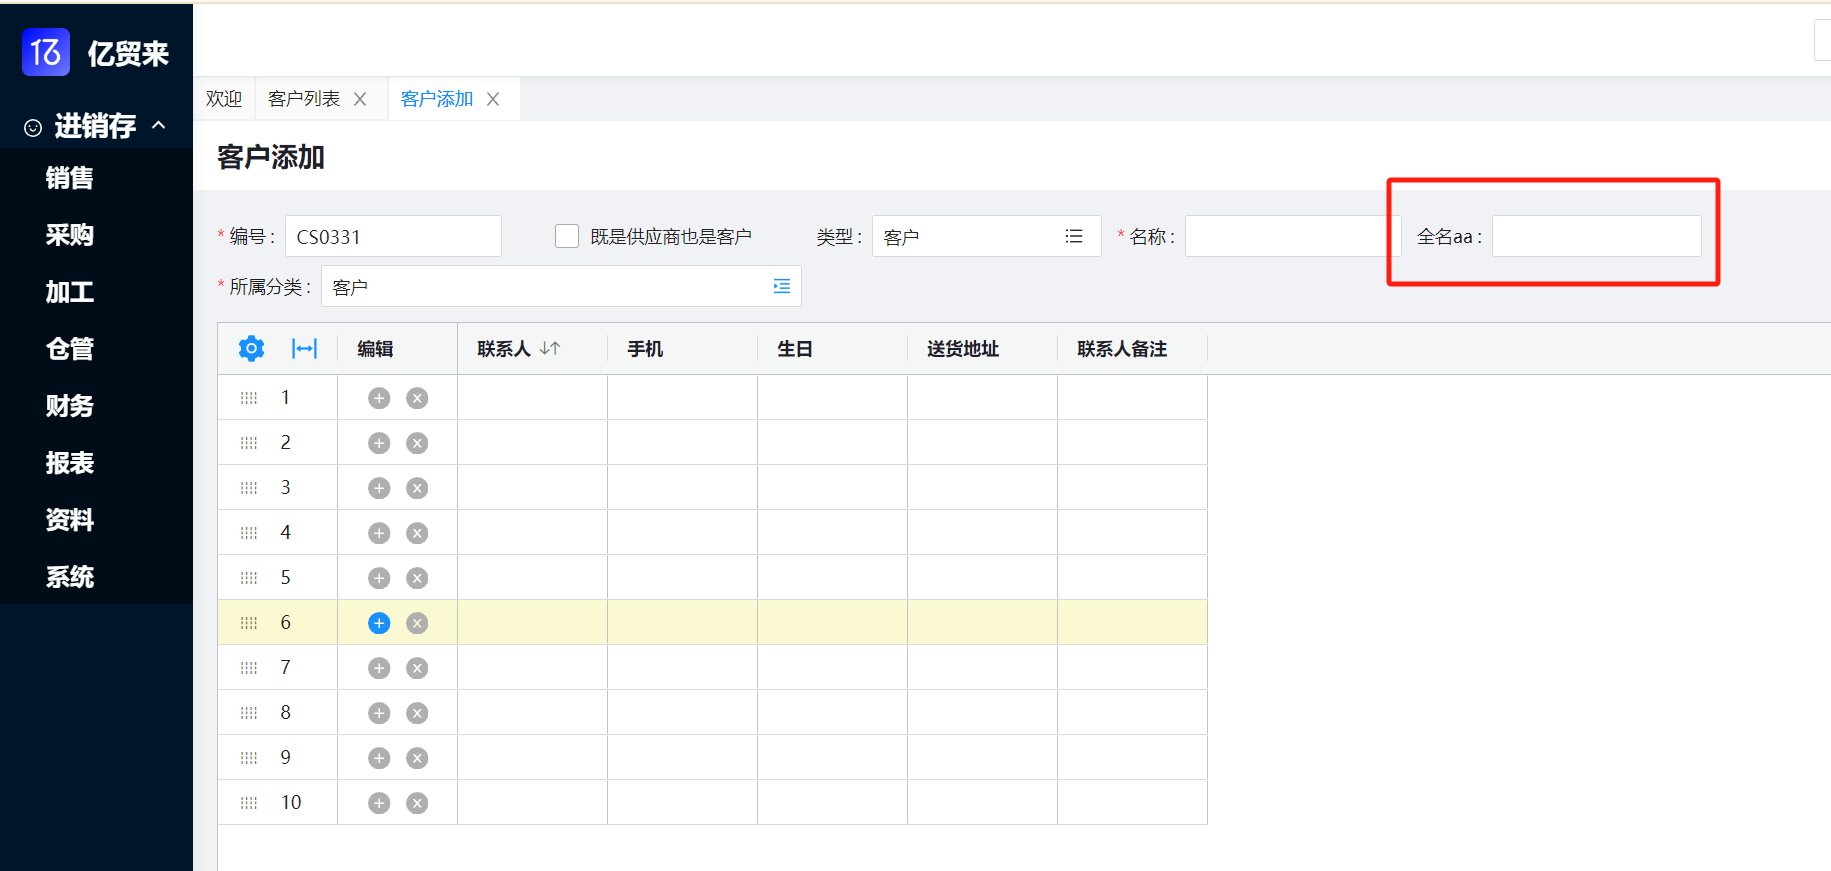 亿贸来
进销存
销售
采购
加工
仓管
财务
报表
资料
系统
欢迎 客户列表 客户添加
客户添加
* 编号 : CS0331 既是供应商也是客户 类型 : 客户 * 名称 : 全名aa :
* 所属分类 : 客户
编辑 联系人 手机 生日 送货地址 联系人备注
1
2
3
4
5
6
7
8
9
10